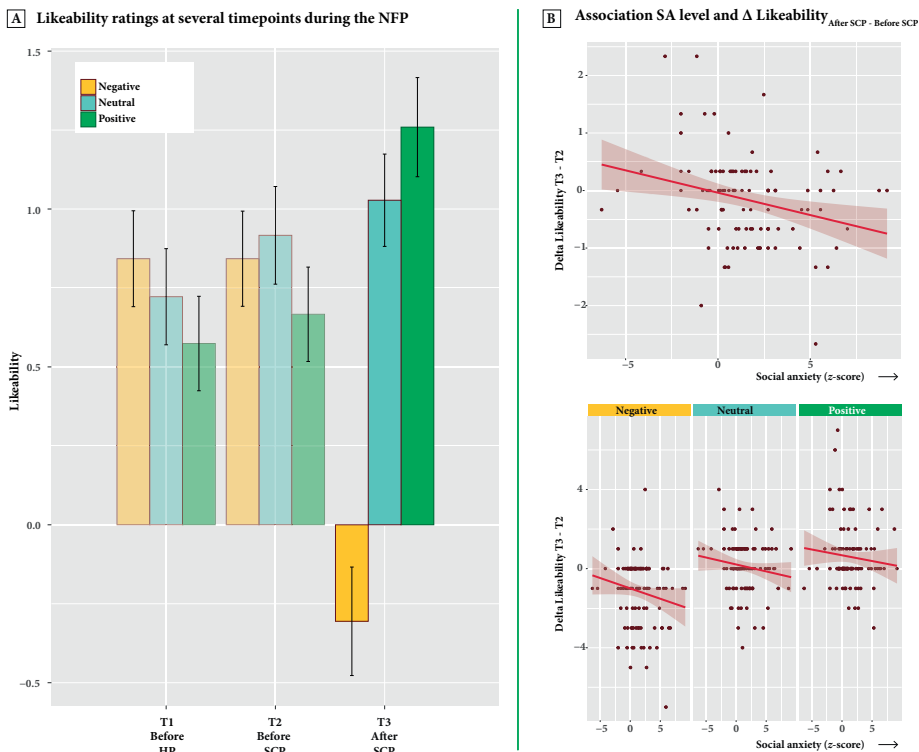 A Likeability ratings at several timepoints during the NFP
1.5
1.0
0.5
0.0
−0.5
Likeability
Negative
Neutral
Positive
T1
Before
HP
T2
Before
SCP
T3
After
SCP
B Association SA level and Δ Likeability After SCP - Before SCP
2
1
0
−1
−2
Delta Likeability T3 - T2
−5 0 5
Social anxiety (z-score) →
Negative Neutral Positive
4
0
−4
Delta Likeability T3 - T2
−5 0 5 −5 0 5 −5 0 5
Social anxiety (z-score) →